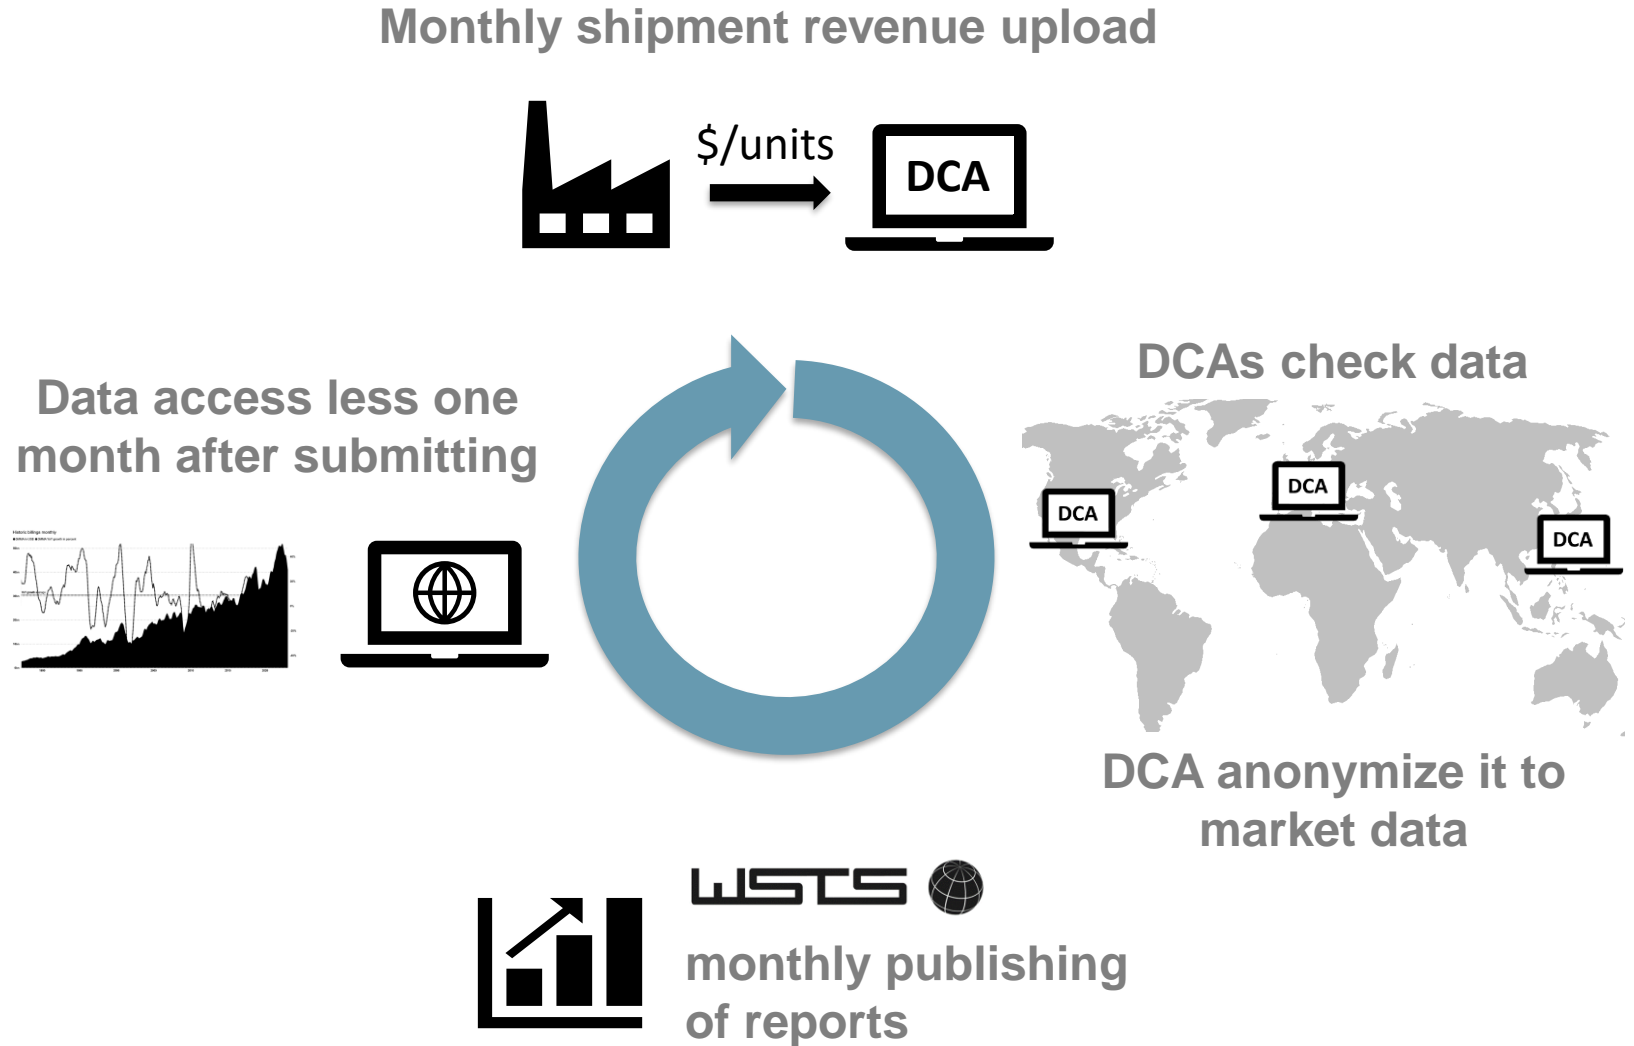 Monthly shipment revenue upload
$/units
DCA
DCAs check data
DCA
DCA
DCA
DCA anonymize it to
market data
WSTS
monthly publishing
of reports
Data access less one
month after submitting